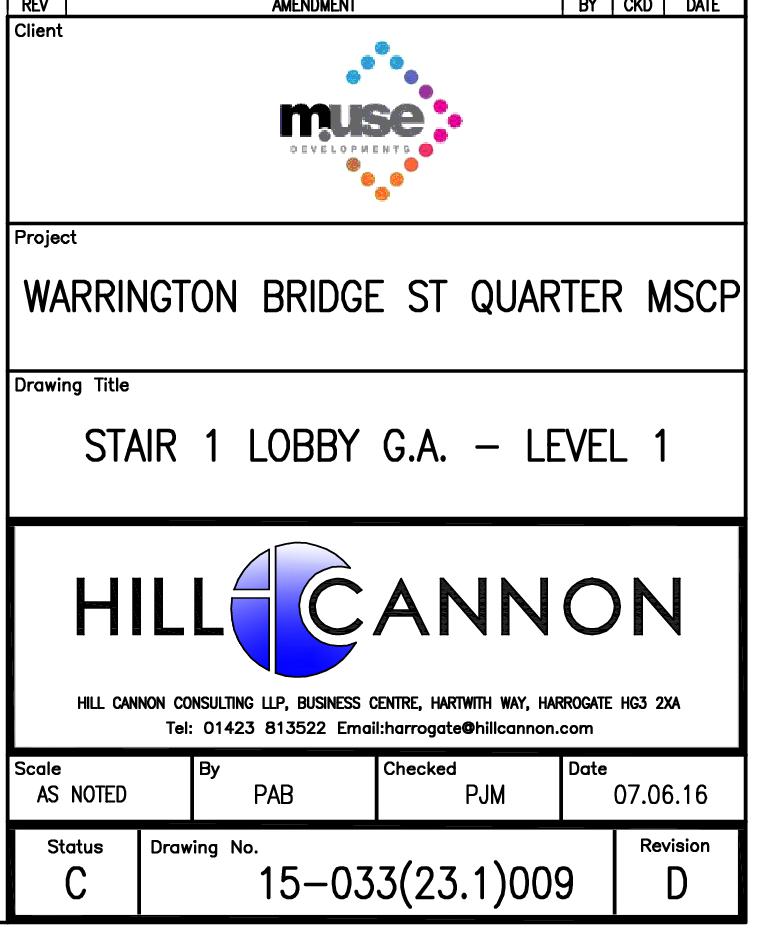 REV AMENDMENT BY CKD DATE
Client
muse
DEVELOPMENTS
Project
WARRINGTON BRIDGE ST QUARTER MSCP
Drawing Title
STAIR 1 LOBBY G.A. – LEVEL 1
HILL CANNON
HILL CANNON CONSULTING LLP, BUSINESS CENTRE, HARTWITH WAY, HARROGATE HG3 2XA
Tel: 01423 813522 Email:harrogate@hillcannon.com
Scale By Checked Date
AS NOTED PAB PJM 07.06.16
Status Drawing No. Revision
C 15–033(23.1)009 D